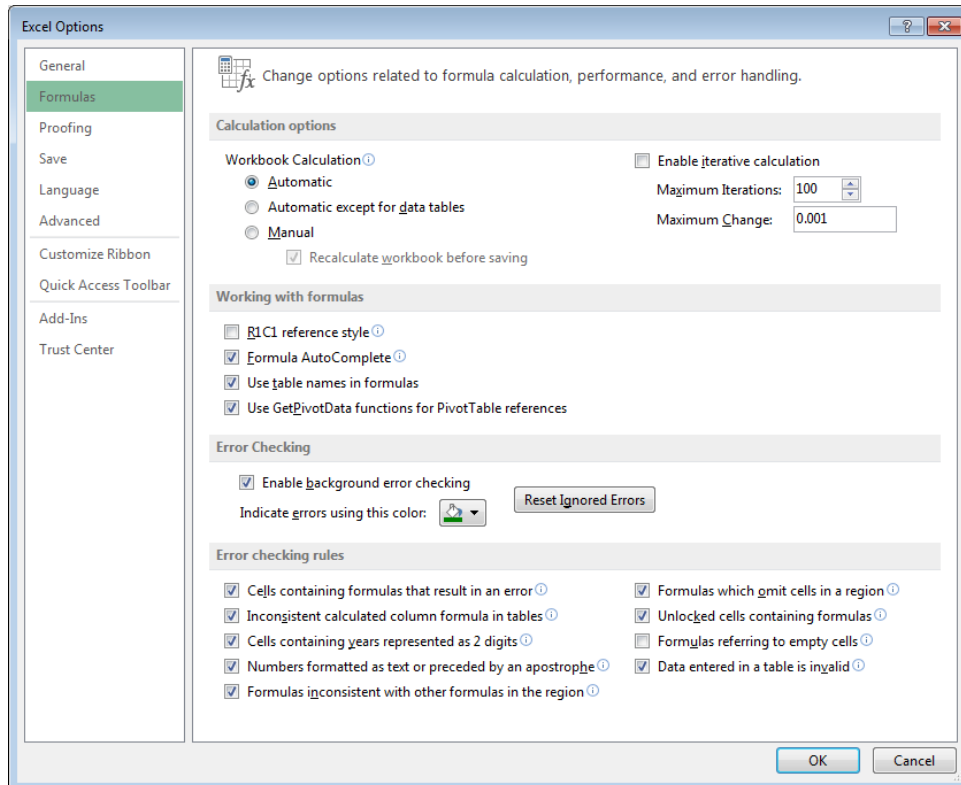 Excel Options
General
Formulas
Proofing
Save
Language
Advanced
Customize Ribbon
Quick Access Toolbar
Add-Ins
Trust Center
Change options related to formula calculation, performance, and error handling.
Calculation options
Workbook Calculation
Automatic
Automatic except for data tables
Manual
Recalculate workbook before saving
Enable iterative calculation
Maximum Iterations: 100
Maximum Change: 0.001
Working with formulas
R1C1 reference style
Formula AutoComplete
Use table names in formulas
Use GetPivotData functions for PivotTable references
Error Checking
Enable background error checking
Indicate errors using this color:
Reset Ignored Errors
Error checking rules
Cells containing formulas that result in an error
Inconsistent calculated column formula in tables
Cells containing years represented as 2 digits
Numbers formatted as text or preceded by an apostrophe
Formulas inconsistent with other formulas in the region
Formulas which omit cells in a region
Unlocked cells containing formulas
Formulas referring to empty cells
Data entered in a table is invalid
OK
Cancel